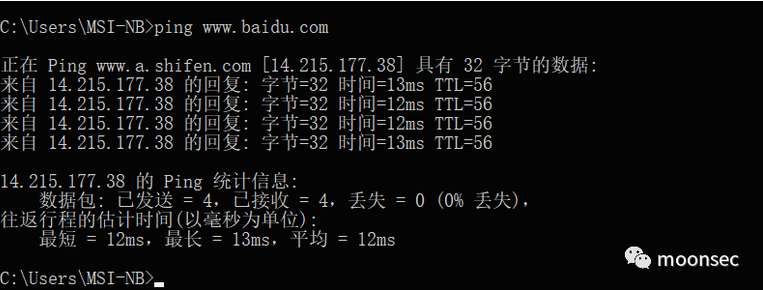 C:\Users\MSI-NB>ping www.baidu.com
正在 Ping www.a.shifen.com [14.215.177.38] 具有 32 字节的数据:
来自 14.215.177.38 的回复: 字节=32 时间=13ms TTL=56
来自 14.215.177.38 的回复: 字节=32 时间=12ms TTL=56
来自 14.215.177.38 的回复: 字节=32 时间=12ms TTL=56
来自 14.215.177.38 的回复: 字节=32 时间=13ms TTL=56
14.215.177.38 的 Ping 统计信息:
数据包: 已发送 = 4，已接收 = 4，丢失 = 0 (0% 丢失)，
往返行程的估计时间(以毫秒为单位):
最短 = 12ms，最长 = 13ms，平均 = 12ms
moonsec
C:\Users\MSI-NB>